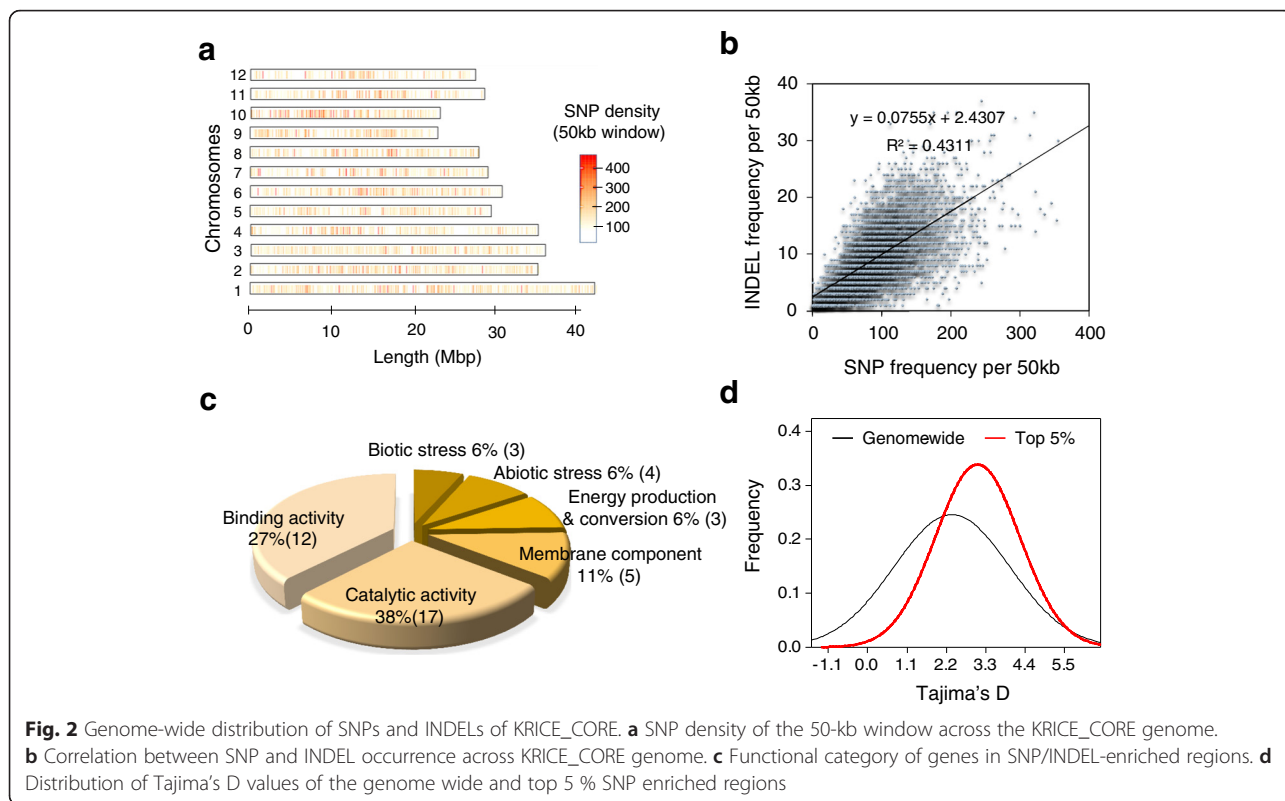 a
12
11
10
9
8
7
6
5
4
3
2
1
Chromosomes
0 10 20 30 40
Length (Mbp)
SNP density
(50kb window)
400
300
200
100
b
40
30
20
10
0
INDEL frequency per 50kb
y = 0.0755x + 2.4307
R² = 0.4311
0 100 200 300 400
SNP frequency per 50kb
c
Biotic stress 6% (3)
Abiotic stress 6% (4)
Energy production
& conversion 6% (3)
Membrane component
11% (5)
Catalytic activity
38%(17)
Binding activity
27%(12)
d
Genomewide Top 5%
0.4
0.3
0.2
0.1
0.0
Frequency
-1.1 0.0 1.1 2.2 3.3 4.4 5.5
Tajima's D
Fig. 2 Genome-wide distribution of SNPs and INDELs of KRICE_CORE. a SNP density of the 50-kb window across the KRICE_CORE genome.
b Correlation between SNP and INDEL occurrence across KRICE_CORE genome. c Functional category of genes in SNP/INDEL-enriched regions. d
Distribution of Tajima's D values of the genome wide and top 5 % SNP enriched regions